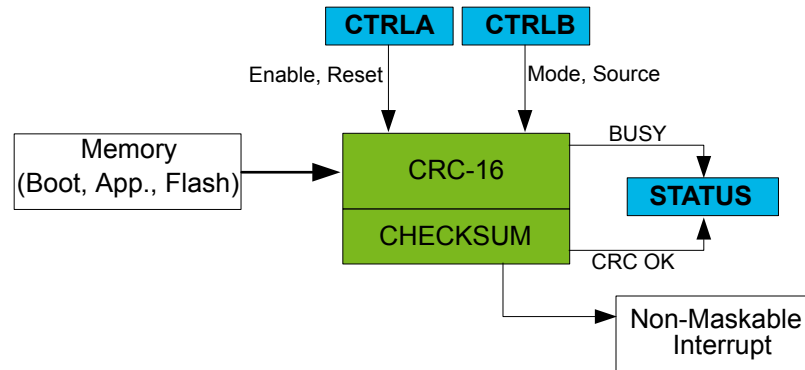 CTRLA
CTRLB
Enable, Reset
Mode, Source
Memory
(Boot, App., Flash)
CRC-16
BUSY
STATUS
CHECKSUM
CRC OK
Non-Maskable
Interrupt